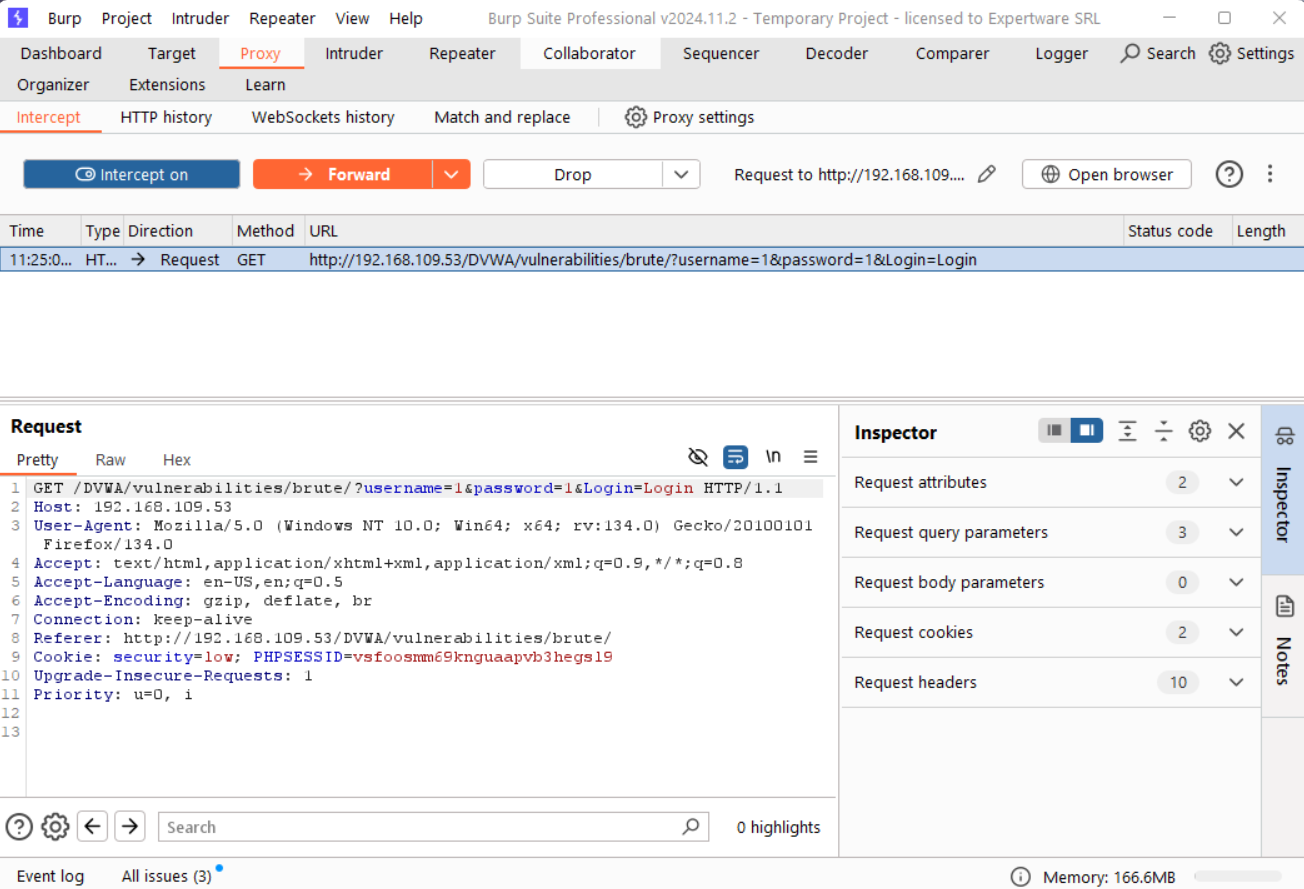 Burp Project Intruder Repeater View Help Burp Suite Professional v2024.11.2 - Temporary Project - licensed to Expertware SRL
Dashboard Target Proxy Intruder Repeater Collaborator Sequencer Decoder Comparer Logger Search Settings
Organizer Extensions Learn
Intercept HTTP history WebSockets history Match and replace Proxy settings
Intercept on Forward Drop Request to http://192.168.109.... Open browser
Time Type Direction Method URL Status code Length
11:25:0... HT... Request GET http://192.168.109.53/DVWA/vulnerabilities/brute/?username=1&password=1&Login=Login
Request
Pretty Raw Hex \n
1 GET /DVWA/vulnerabilities/brute/?username=1&password=1&Login=Login HTTP/1.1
2 Host: 192.168.109.53
3 User-Agent: Mozilla/5.0 (Windows NT 10.0; Win64; x64; rv:134.0) Gecko/20100101
Firefox/134.0
4 Accept: text/html,application/xhtml+xml,application/xml;q=0.9,*/*;q=0.8
5 Accept-Language: en-US,en;q=0.5
6 Accept-Encoding: gzip, deflate, br
7 Connection: keep-alive
8 Referer: http://192.168.109.53/DVWA/vulnerabilities/brute/
9 Cookie: security=low; PHPSESSID=vsfoosmm69knguaapvb3hegsl9
10 Upgrade-Insecure-Requests: 1
11 Priority: u=0, i
12
13
Search 0 highlights
Inspector
Request attributes 2
Request query parameters 3
Request body parameters 0
Request cookies 2
Request headers 10
Inspector
Notes
Event log All issues (3) Memory: 166.6MB